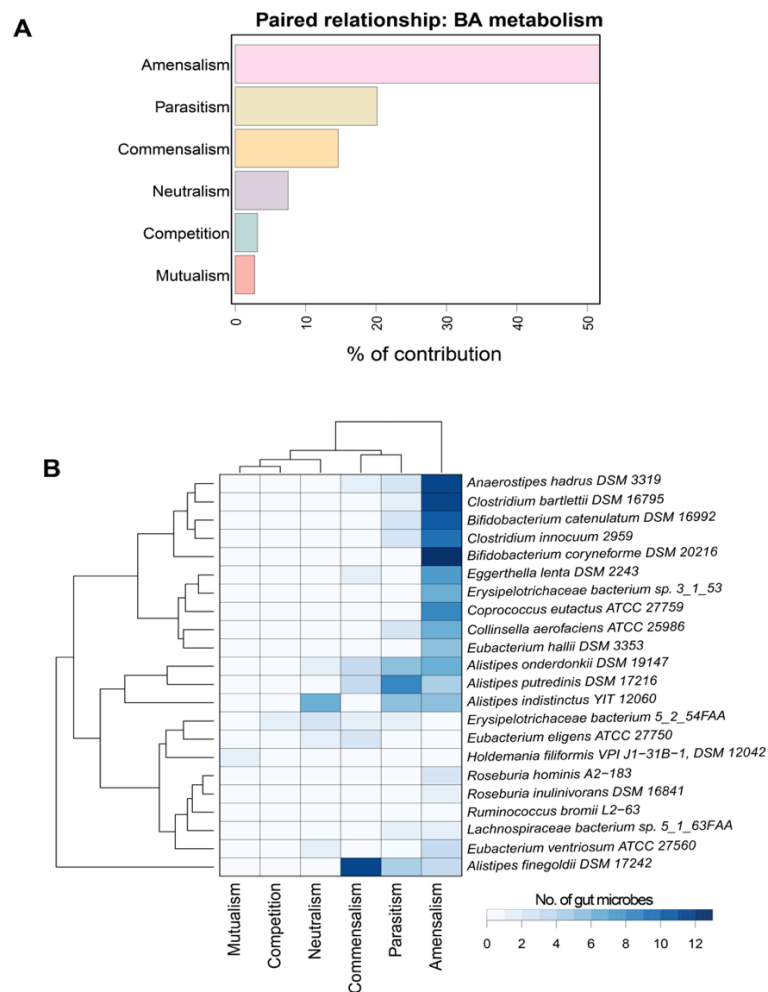 A
Paired relationship: BA metabolism
Amensalism
Parasitism
Commensalism
Neutralism
Competition
Mutualism
0 10 20 30 40 50
% of contribution
B
Anaerostipes hadrus DSM 3319
Clostridium bartlettii DSM 16795
Bifidobacterium catenulatum DSM 16992
Clostridium innocuum 2959
Bifidobacterium coryneforme DSM 20216
Eggerthella lenta DSM 2243
Erysipelotrichaceae bacterium sp. 3_1_53
Coprococcus eutactus ATCC 27759
Collinsella aerofaciens ATCC 25986
Eubacterium hallii DSM 3353
Alistipes onderdonkii DSM 19147
Alistipes putredinis DSM 17216
Alistipes indistinctus YIT 12060
Erysipelotrichaceae bacterium 5_2_54FAA
Eubacterium eligens ATCC 27750
Holdemania filiformis VPI J1−31B−1, DSM 12042
Roseburia hominis A2−183
Roseburia inulinivorans DSM 16841
Ruminococcus bromii L2−63
Lachnospiraceae bacterium sp. 5_1_63FAA
Eubacterium ventriosum ATCC 27560
Alistipes finegoldii DSM 17242
Mutualism
Competition
Neutralism
Commensalism
Parasitism
Amensalism
No. of gut microbes
0 2 4 6 8 10 12